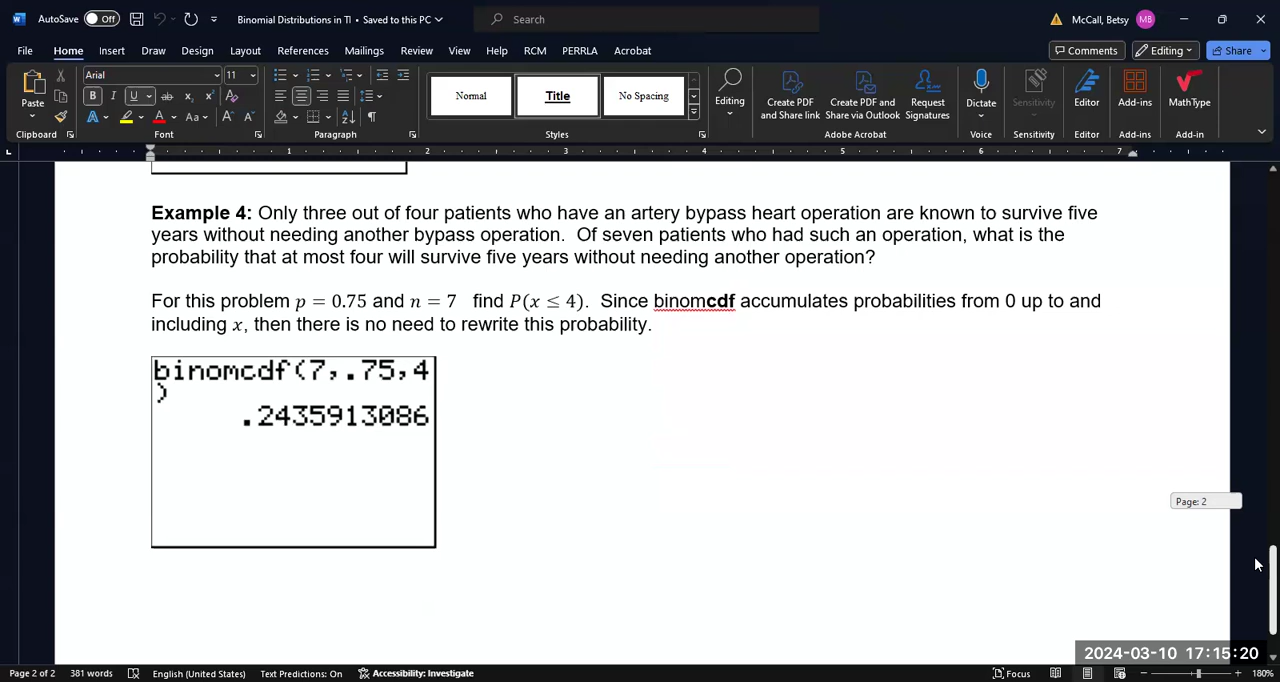 AutoSave Off Binomial Distributions in TI • Saved to this PC Search McCall, Betsy MB
File Home Insert Draw Design Layout References Mailings Review View Help RCM PERRLA Acrobat Comments Editing Share
Paste Arial 11 Normal Title No Spacing Editing Create PDF and Share link Create PDF and Share via Outlook Request Signatures Dictate Sensitivity Editor Add-ins MathType
Clipboard Font Paragraph Styles Adobe Acrobat Voice Sensitivity Editor Add-ins Add-in
1 2 3 4 5 6 7
Example 4: Only three out of four patients who have an artery bypass heart operation are known to survive five
years without needing another bypass operation. Of seven patients who had such an operation, what is the
probability that at most four will survive five years without needing another operation?
For this problem p = 0.75 and n = 7 find P(x ≤ 4). Since binomcdf accumulates probabilities from 0 up to and
including x, then there is no need to rewrite this probability.
binomcdf(7,.75,4
)
.2435913086
Page: 2
2024-03-10 17:15:20
Page 2 of 2 381 words English (United States) Text Predictions: On Accessibility: Investigate Focus 180%